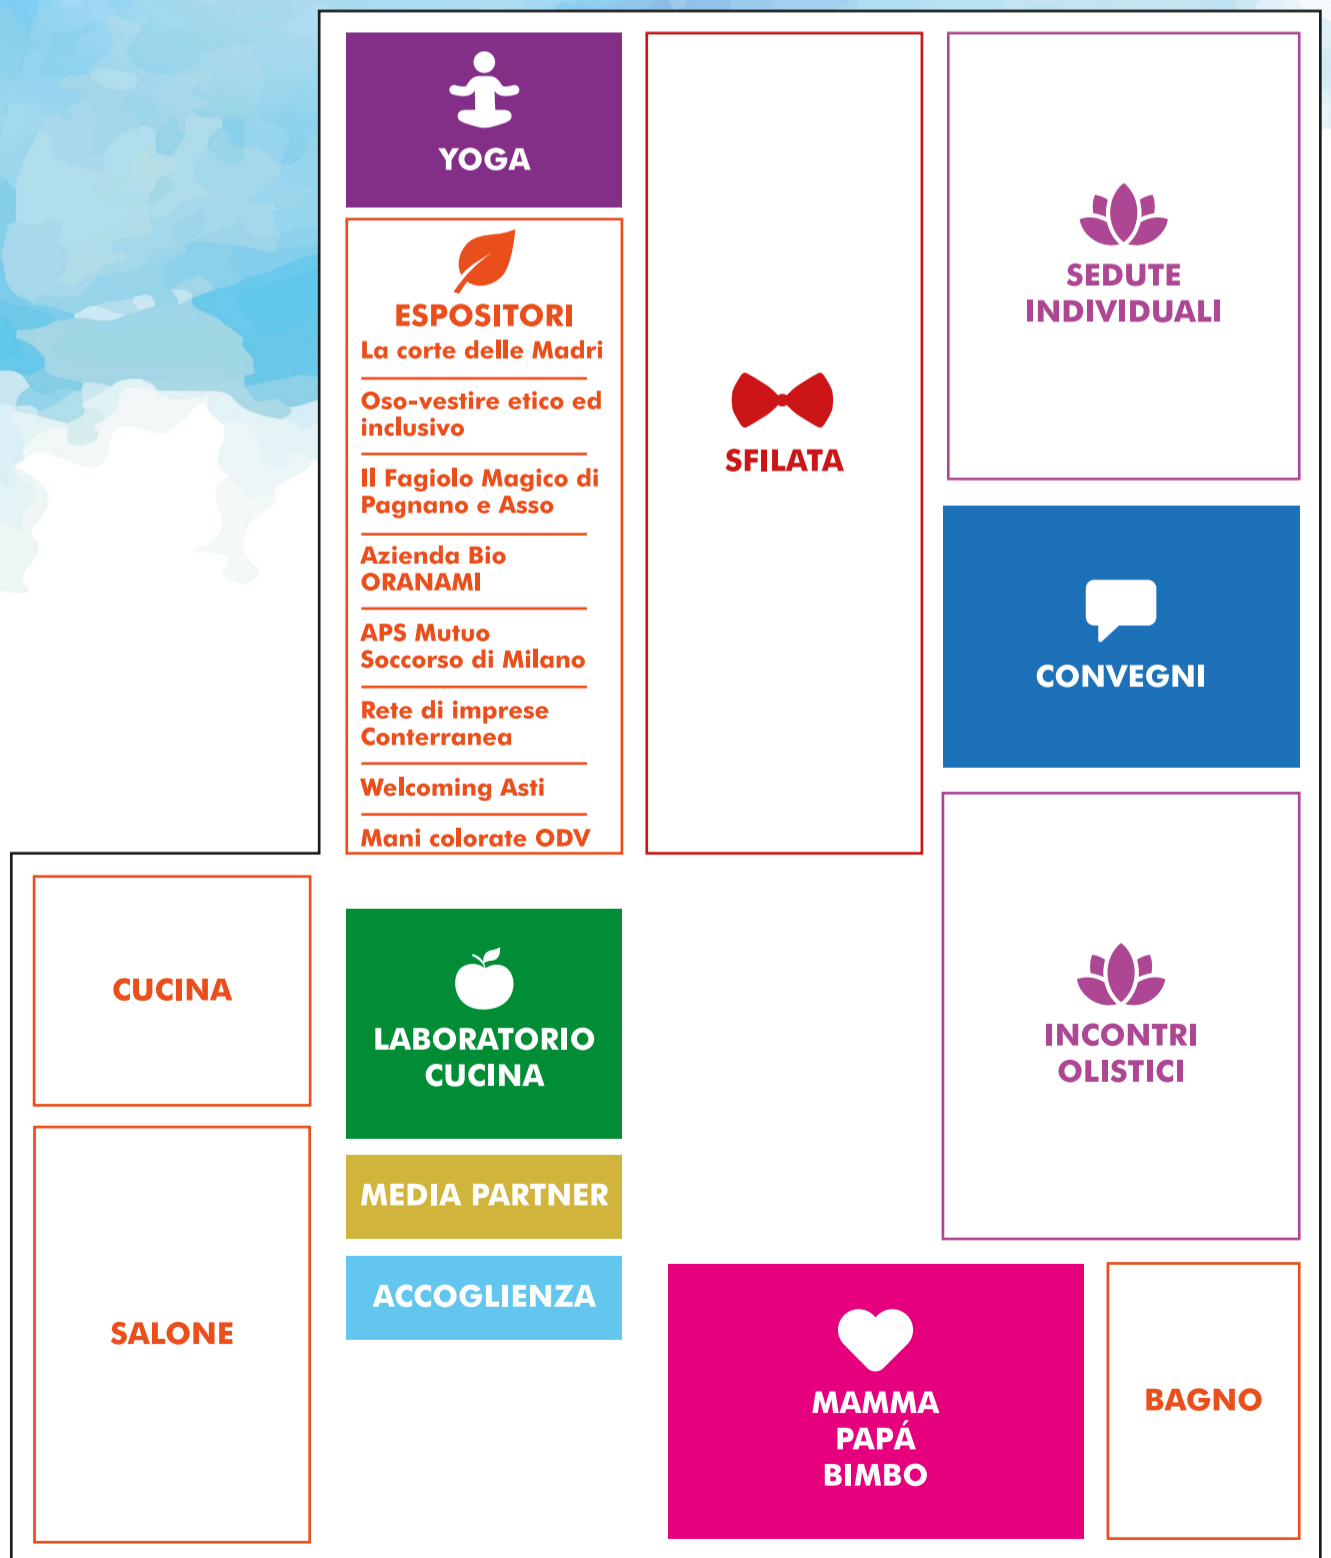 YOGA
ESPOSITORI
La corte delle Madri
Oso-vestire etico ed
inclusivo
Il Fagiolo Magico di
Pagnano e Asso
Azienda Bio
ORANAMI
APS Mutuo
Soccorso di Milano
Rete di imprese
Conterranea
Welcoming Asti
Mani colorate ODV
SFILATA
SEDUTE
INDIVIDUALI
CONVEGNI
INCONTRI
OLISTICI
CUCINA
SALONE
LABORATORIO
CUCINA
MEDIA PARTNER
ACCOGLIENZA
MAMMA
PAPÁ
BIMBO
BAGNO